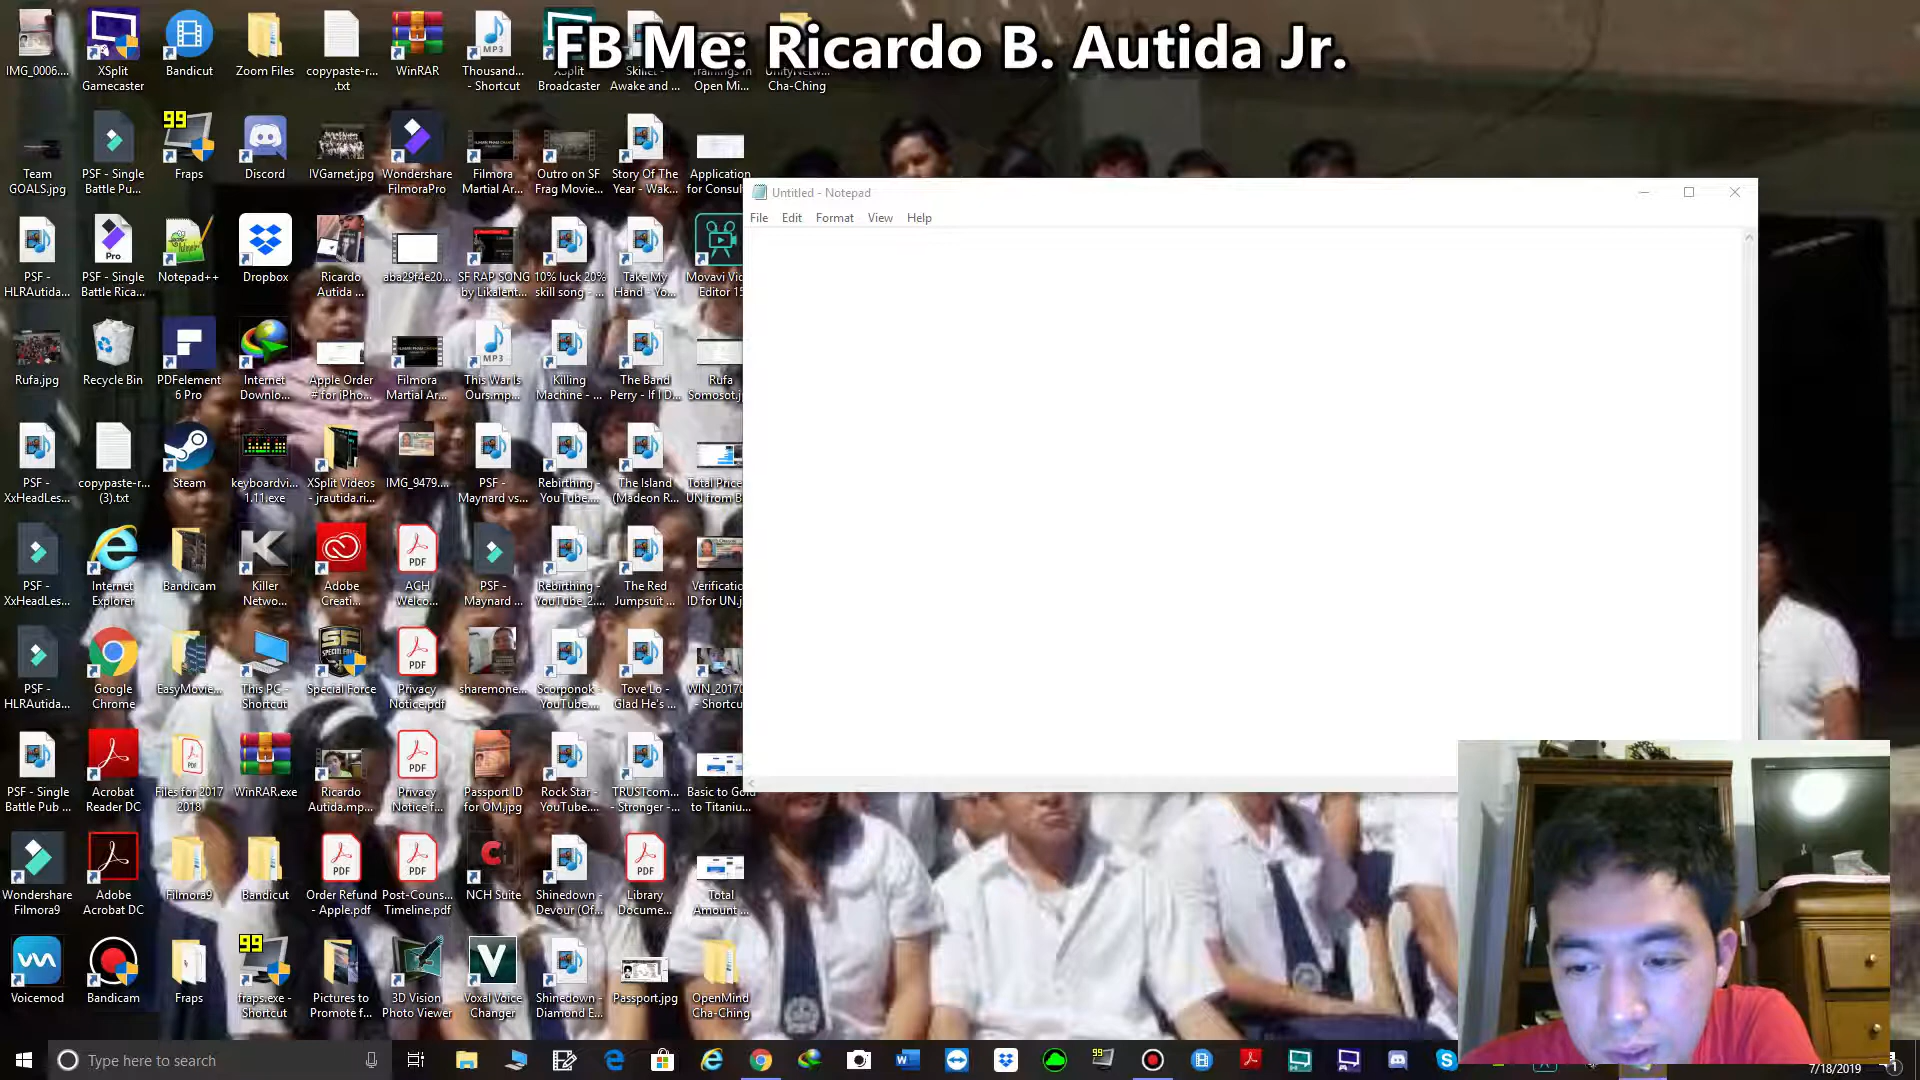 FB Me: Ricardo B. Autida Jr.
IMG_0006....
XSplit
Gamecaster
Bandicut
Zoom Files
copypaste-r...
.txt
WinRAR
Thousand...
- Shortcut
XSplit
Broadcaster
Skillet -
Awake and ...
Trainings in
Open Mi...
UnityNetw...
Cha-Ching
Team
GOALS.jpg
PSF - Single
Battle Pu...
Fraps
Discord
IVGarnet.jpg
Wondershare
FilmoraPro
Filmora
Martial Ar...
Outro on SF
Frag Movie...
Story Of The
Year - Wak...
Application
for Consul
PSF -
HLRAutida...
PSF - Single
Battle Rica...
Notepad++
Dropbox
Ricardo
Autida ...
aba29f4e20...
SF RAP SONG
by Likalent...
10% luck 20%
skill song - ...
Take My
Hand - Yo...
Movavi Vid
Editor 15
Rufa.jpg
Recycle Bin
PDFelement
6 Pro
Internet
Downlo...
Apple Order
# for iPho...
Filmora
Martial Ar...
This War Is
Ours.mp...
Killing
Machine - ...
The Band
Perry - If I D...
Rufa
Somosot.j
PSF -
XxHeadLes...
copypaste-r...
(3).txt
Steam
keyboardvi...
1.11.exe
XSplit Videos
- jrautida.ri...
IMG_9479....
PSF -
Maynard vs...
Rebirthing -
YouTube....
The Island
(Madeon R...
Total Price
UN from B
PSF -
XxHeadLes...
Internet
Explorer
Bandicam
Killer
Netwo...
Adobe
Creati...
ACH
Welco...
PSF -
Maynard ...
Rebirthing -
YouTube_2...
The Red
Jumpsuit ...
Verificatio
ID for UN.j
PSF -
HLRAutida...
Google
Chrome
EasyMovie...
This PC -
Shortcut
Special Force
Privacy
Notice.pdf
sharemone...
Scorponok -
YouTube....
Tove Lo -
Glad He's ...
WIN_2017
- Shortcu
PSF - Single
Battle Pub ...
Acrobat
Reader DC
Files for 2017
2018
WinRAR.exe
Ricardo
Autida.mp...
Privacy
Notice f...
Passport ID
for OM.jpg
Rock Star -
YouTube....
TRUSTcom...
- Stronger -...
Basic to Gold
to Titaniu...
Wondershare
Filmora9
Adobe
Acrobat DC
Filmora9
Bandicut
Order Refund
- Apple.pdf
Post-Couns...
Timeline.pdf
NCH Suite
Shinedown -
Devour (Of...
Library
Docume...
Total
Amount ...
Voicemod
Bandicam
Fraps
fraps.exe -
Shortcut
Pictures to
Promote f...
3D Vision
Photo Viewer
Voxal Voice
Changer
Shinedown -
Diamond E...
Passport.jpg
OpenMind
Cha-Ching
Untitled - Notepad
File Edit Format View Help
Type here to search
7/18/2019